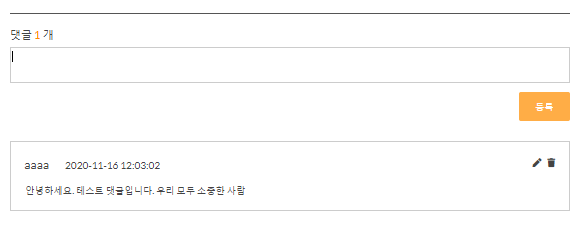 댓글 1 개
등록
aaaa 2020-11-16 12:03:02
안녕하세요. 테스트 댓글입니다. 우리 모두 소중한 사람